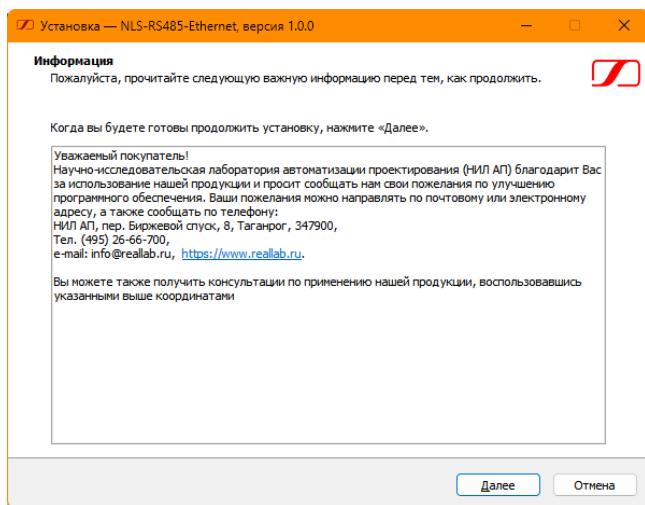 Установка — NLS-RS485-Ethernet, версия 1.0.0
Информация
Пожалуйста, прочитайте следующую важную информацию перед тем, как продолжить.
Когда вы будете готовы продолжить установку, нажмите «Далее».
Уважаемый покупатель!
Научно-исследовательская лаборатория автоматизации проектирования (НИЛ АП) благодарит Вас
за использование нашей продукции и просит сообщать нам свои пожелания по улучшению
программного обеспечения. Ваши пожелания можно направлять по почтовому или электронному
адресу, а также сообщать по телефону:
НИЛ АП, пер. Биржевой спуск, 8, Таганрог, 347900,
Тел. (495) 26-66-700,
e-mail: info@reallab.ru, https://www.reallab.ru.
Вы можете также получить консультации по применению нашей продукции, воспользовавшись
указанными выше координатами
Далее
Отмена